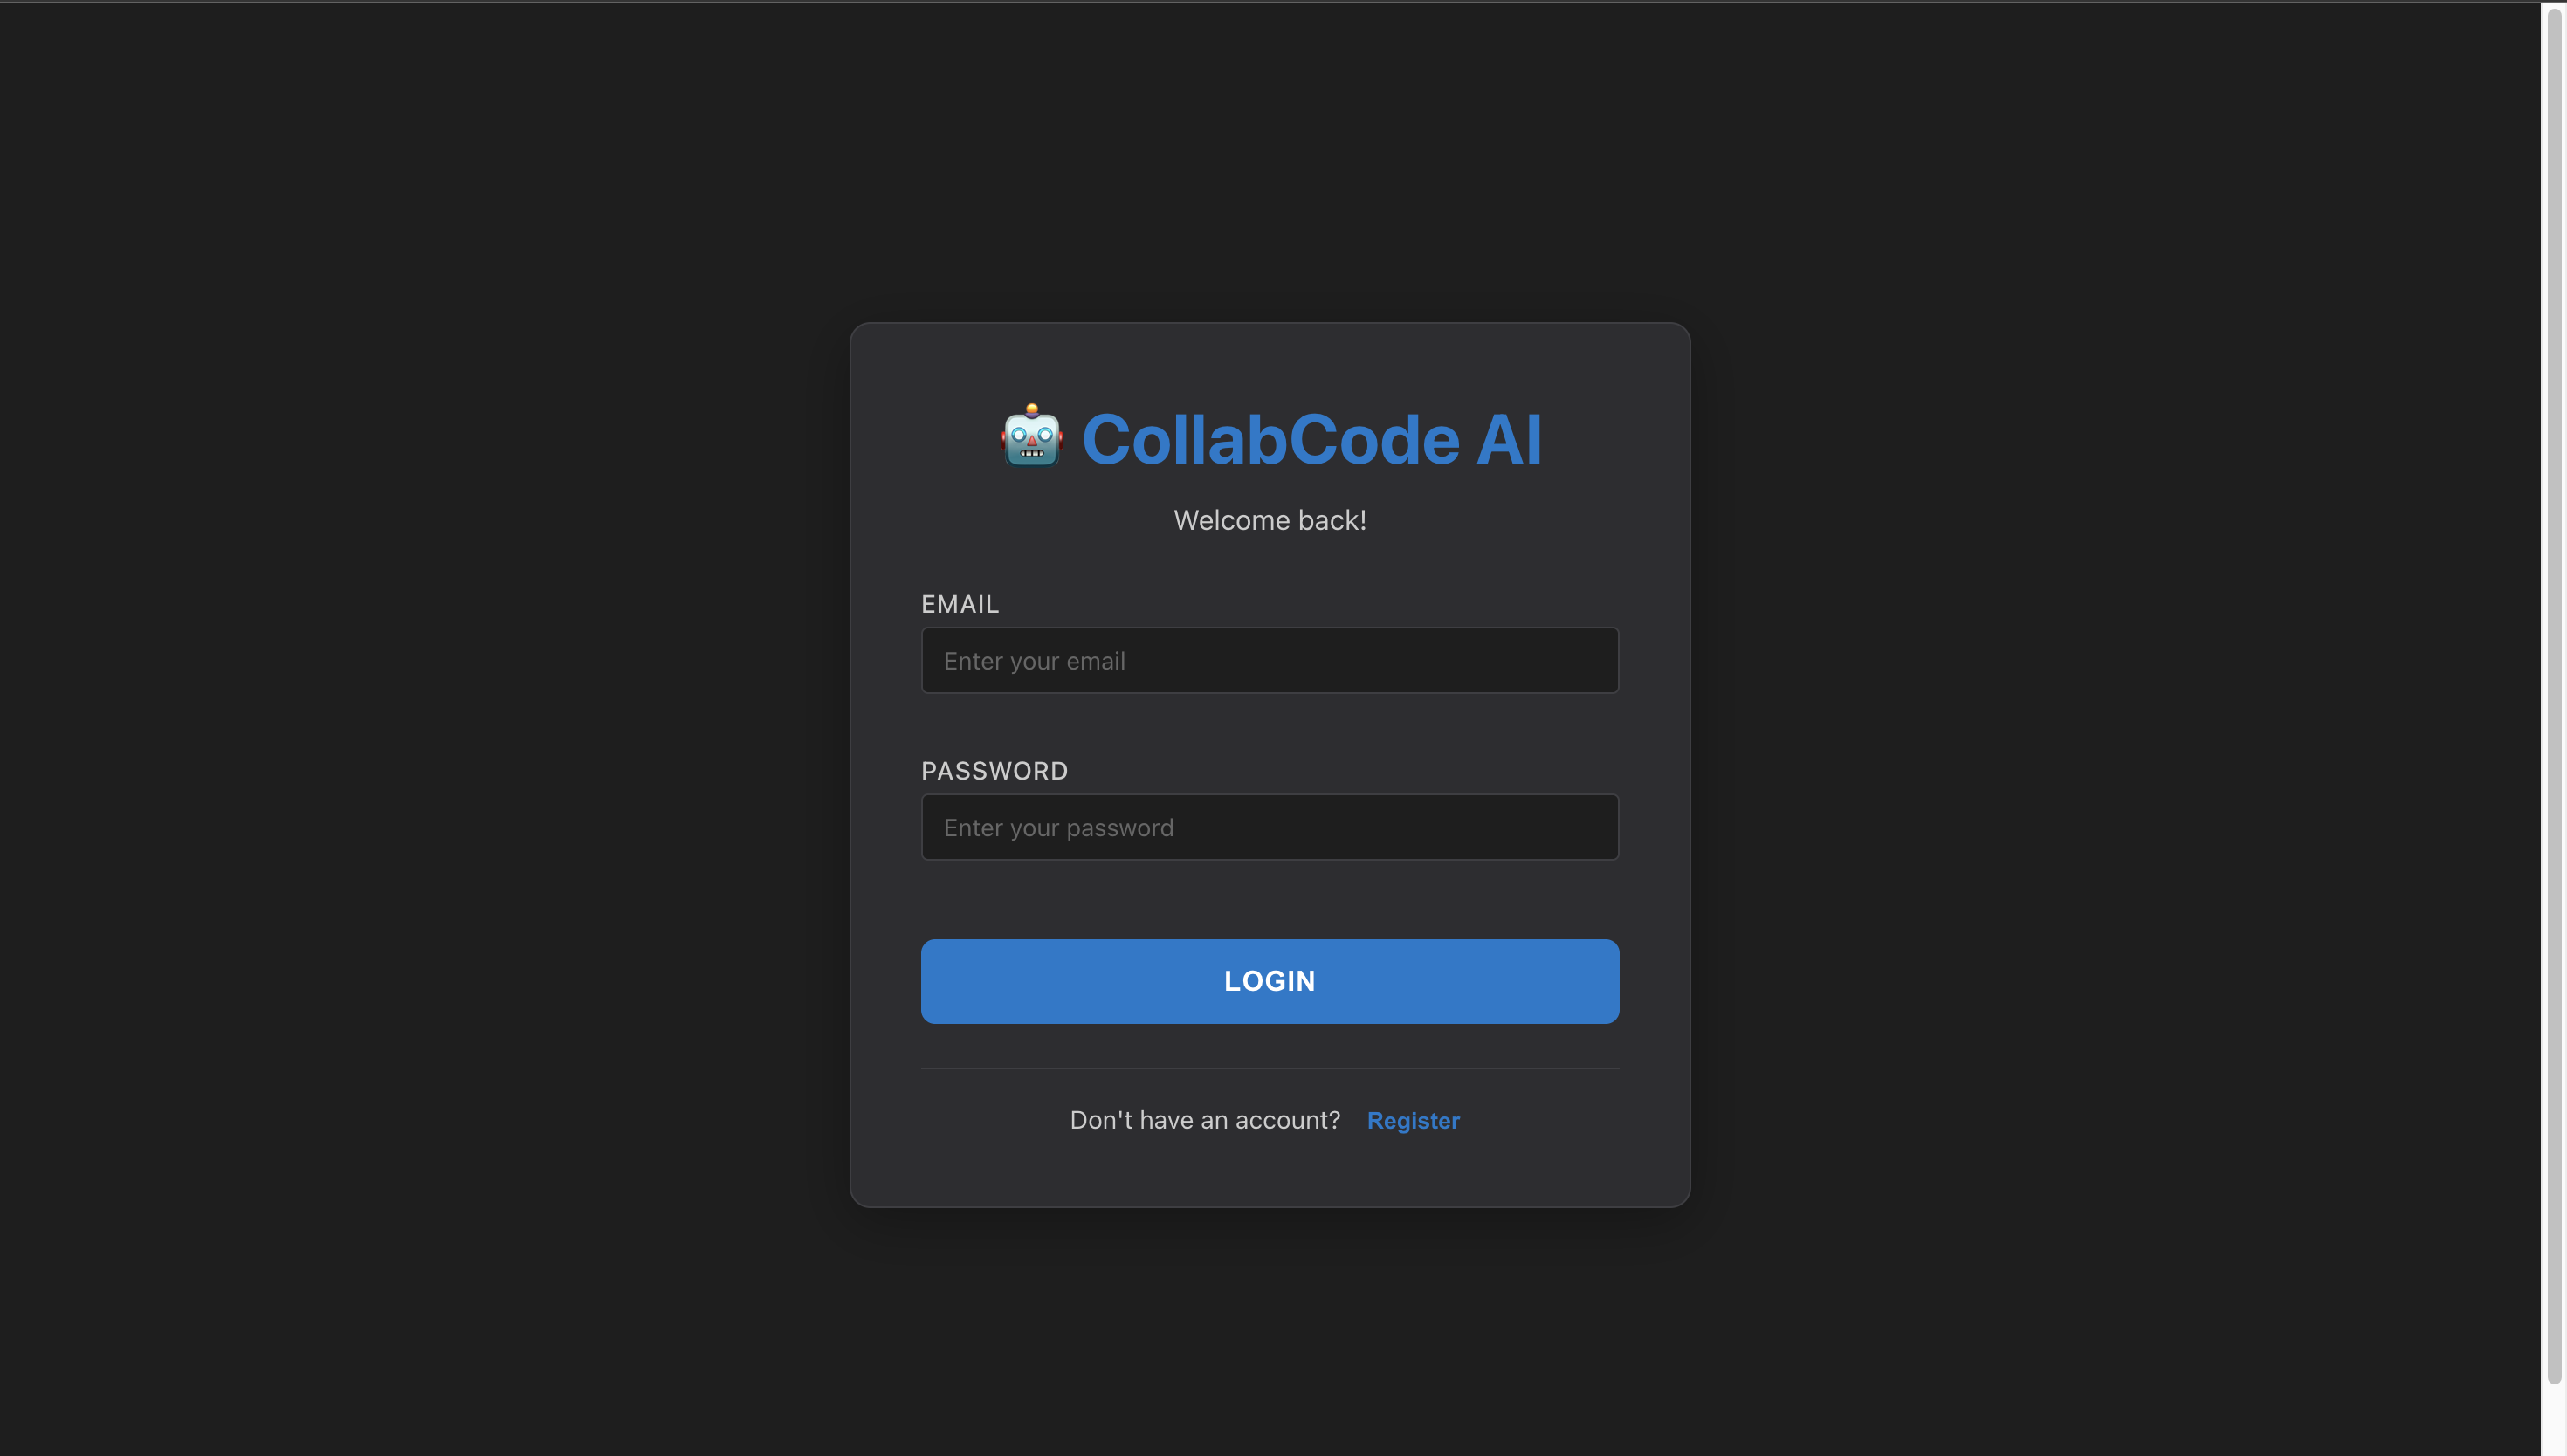 CollabCode AI
Welcome back!
EMAIL
Enter your email
PASSWORD
Enter your password
LOGIN
Don't have an account? Register